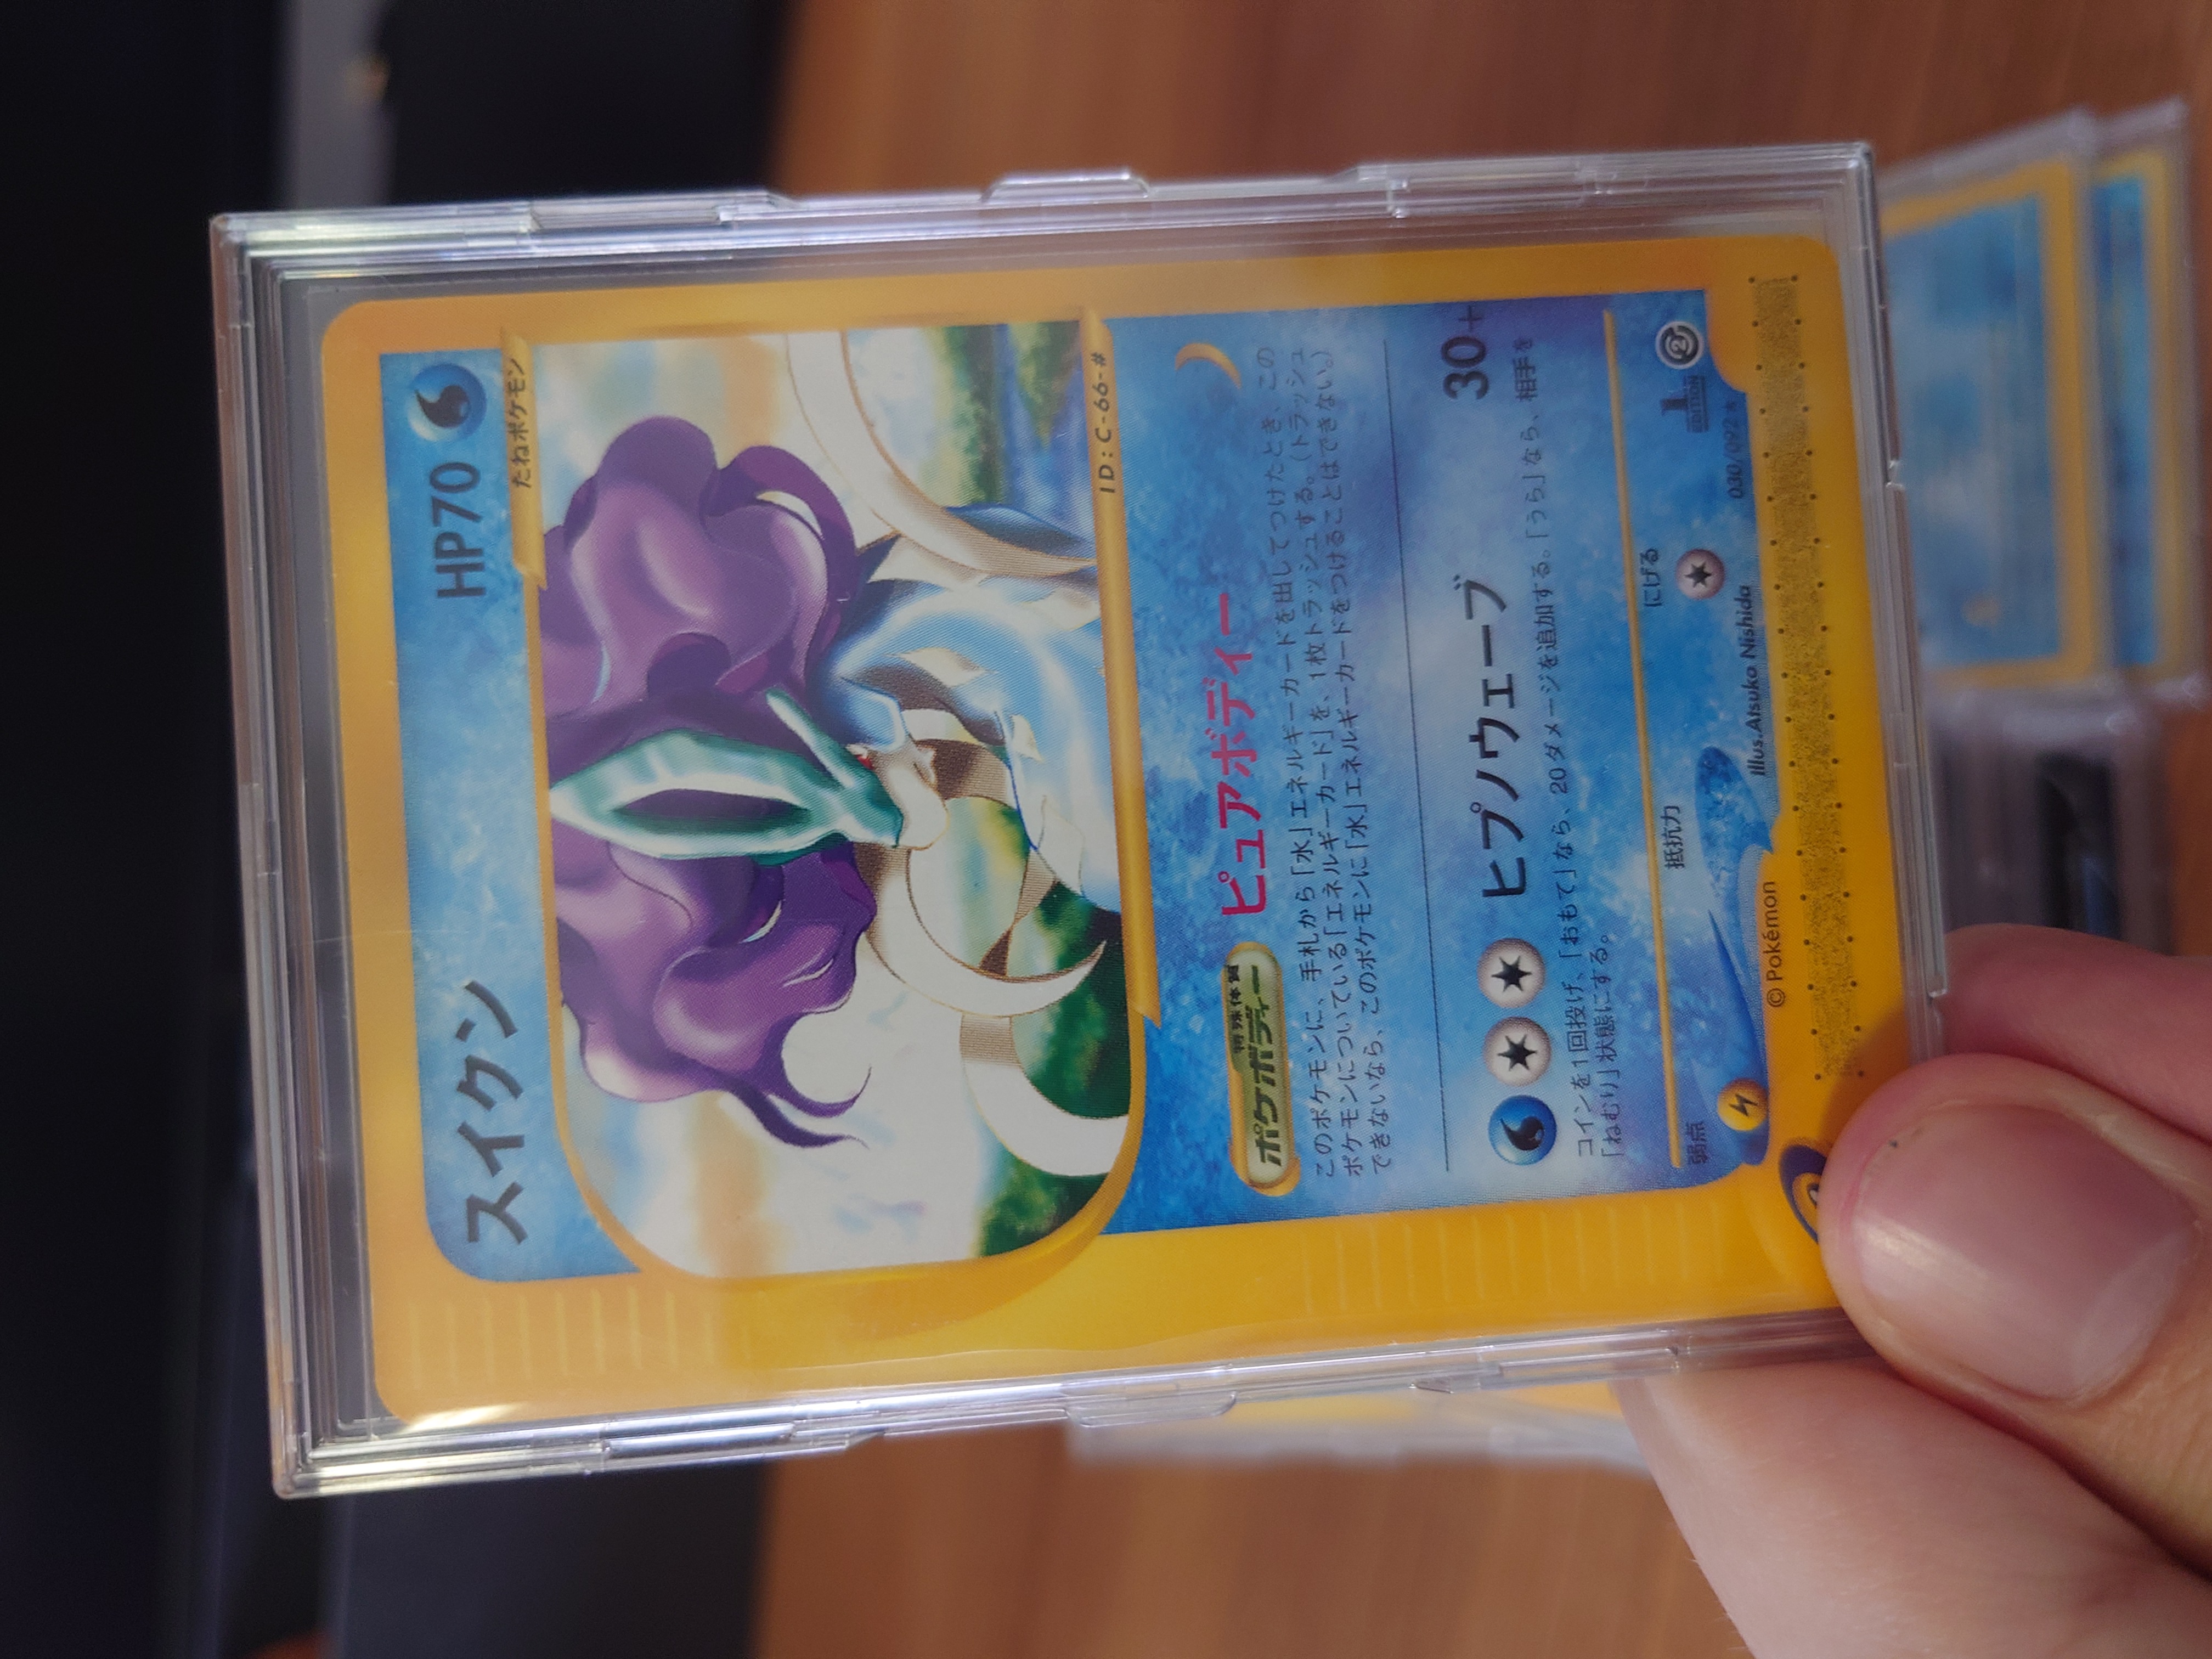 スイクン
HP70
たねポケモン
ID:C-66-#
特殊体質
ポケボディー
ピュアボディー
このポケモンに、手札から「水」エネルギーカードを出してつけたとき、この
ポケモンについている「エネルギーカード」を、1枚トラッシュする。（トラッシュ
できないなら、このポケモンに「水」エネルギーカードをつけることはできない。）
ヒプノウェーブ
30+
コインを1回投げ、「おもて」なら、20ダメージを追加する。「うら」なら、相手を
「ねむり」状態にする。
弱点
抵抗力
にげる
1
EDITION
2
© Pokémon
Illus.Atsuko Nishida
030/092★